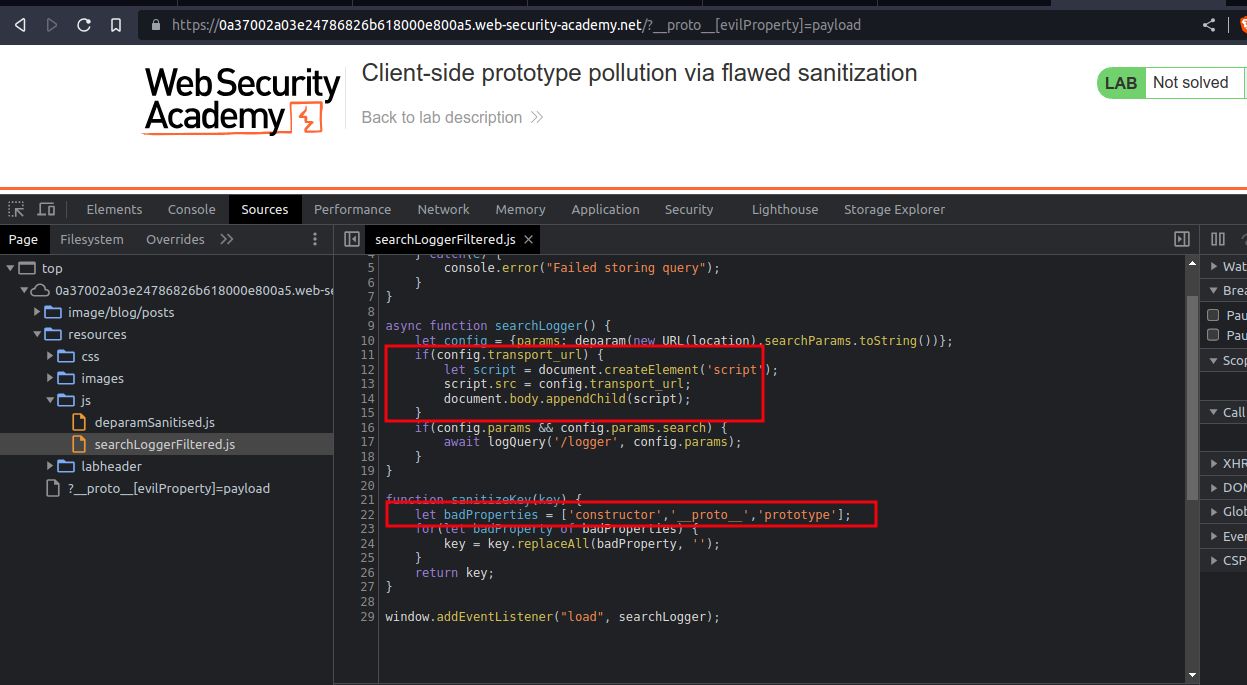 https://0a37002a03e24786826b618000e800a5.web-security-academy.net/?__proto__[evilProperty]=payload
WebSecurity
Academy
Client-side prototype pollution via flawed sanitization
Back to lab description >>
LAB Not solved
Elements Console Sources Performance Network Memory Application Security Lighthouse Storage Explorer
Page Filesystem Overrides >> searchLoggerFiltered.js ×
top
0a37002a03e24786826b618000e800a5.web-s
image/blog/posts
resources
css
images
js
deparamSanitised.js
searchLoggerFiltered.js
labheader
?__proto__[evilProperty]=payload
4 } catch(e) {
5 console.error("Failed storing query");
6 }
7 }
8
9 async function searchLogger() {
10 let config = {params: deparam(new URL(location).searchParams.toString())};
11 if(config.transport_url) {
12 let script = document.createElement('script');
13 script.src = config.transport_url;
14 document.body.appendChild(script);
15 }
16 if(config.params && config.params.search) {
17 await logQuery('/logger', config.params);
18 }
19 }
20
21 function sanitizeKey(key) {
22 let badProperties = ['constructor','__proto__','prototype'];
23 for(let badProperty of badProperties) {
24 key = key.replaceAll(badProperty, '');
25 }
26 return key;
27 }
28
29 window.addEventListener("load", searchLogger);
Wat
Brea
Pau
Pau
Scop
Call
XHR
DOM
Glob
Ever
CSP